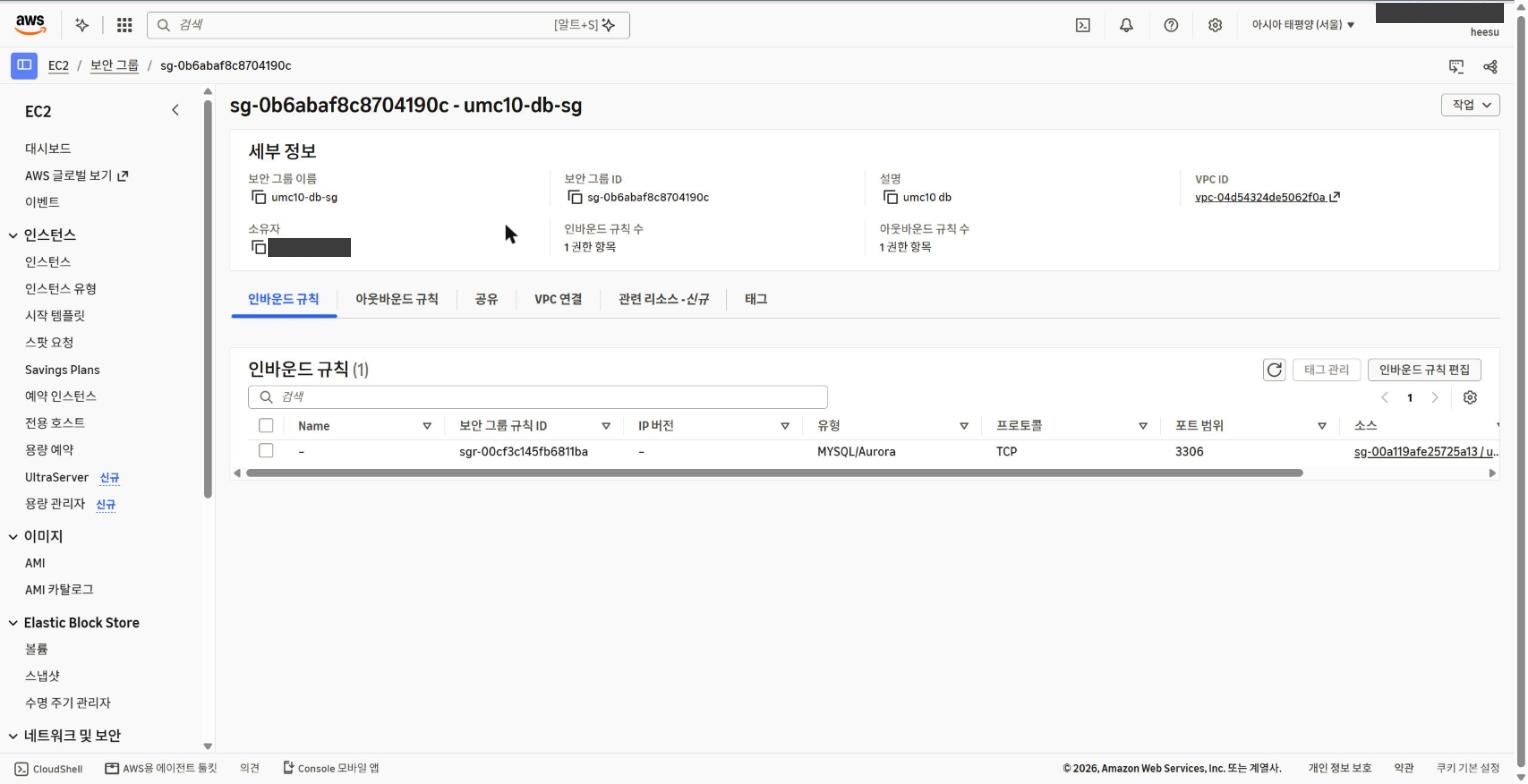 aws
검색 [알트+S]
아시아 태평양 (서울) ▼
heesu
EC2 / 보안 그룹 / sg-0b6abaf8c8704190c
EC2
대시보드
AWS 글로벌 보기
이벤트
인스턴스
인스턴스
인스턴스 유형
시작 템플릿
스팟 요청
Savings Plans
예약 인스턴스
전용 호스트
용량 예약
UltraServer 신규
용량 관리자 신규
이미지
AMI
AMI 카탈로그
Elastic Block Store
볼륨
스냅샷
수명 주기 관리자
네트워크 및 보안
sg-0b6abaf8c8704190c - umc10-db-sg
작업
세부 정보
보안 그룹 이름 보안 그룹 ID 설명 VPC ID
umc10-db-sg sg-0b6abaf8c8704190c umc10 db vpc-04d54324de5062f0a
소유자 인바운드 규칙 수 아웃바운드 규칙 수
1 권한 항목 1 권한 항목
인바운드 규칙 아웃바운드 규칙 공유 VPC 연결 관련 리소스 - 신규 태그
인바운드 규칙 (1) 태그 관리 인바운드 규칙 편집
검색 1
Name 보안 그룹 규칙 ID IP 버전 유형 프로토콜 포트 범위 소스
– sgr-00cf3c145fb6811ba – MYSQL/Aurora TCP 3306 sg-00a119afe25725a13 / u...
CloudShell AWS용 에이전트 툴킷 의견 Console 모바일 앱 © 2026, Amazon Web Services, Inc. 또는 계열사. 개인 정보 보호 약관 쿠키 기본 설정